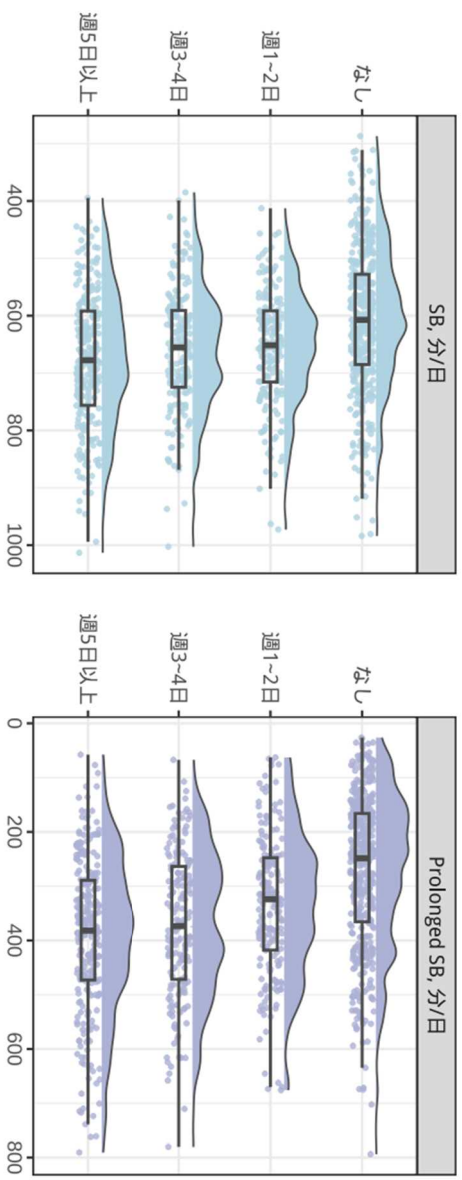 SB, 分/日
なし
週1~2日
週3~4日
週5日以上
400
600
800
1000
Prolonged SB, 分/日
なし
週1~2日
週3~4日
週5日以上
0
200
400
600
800